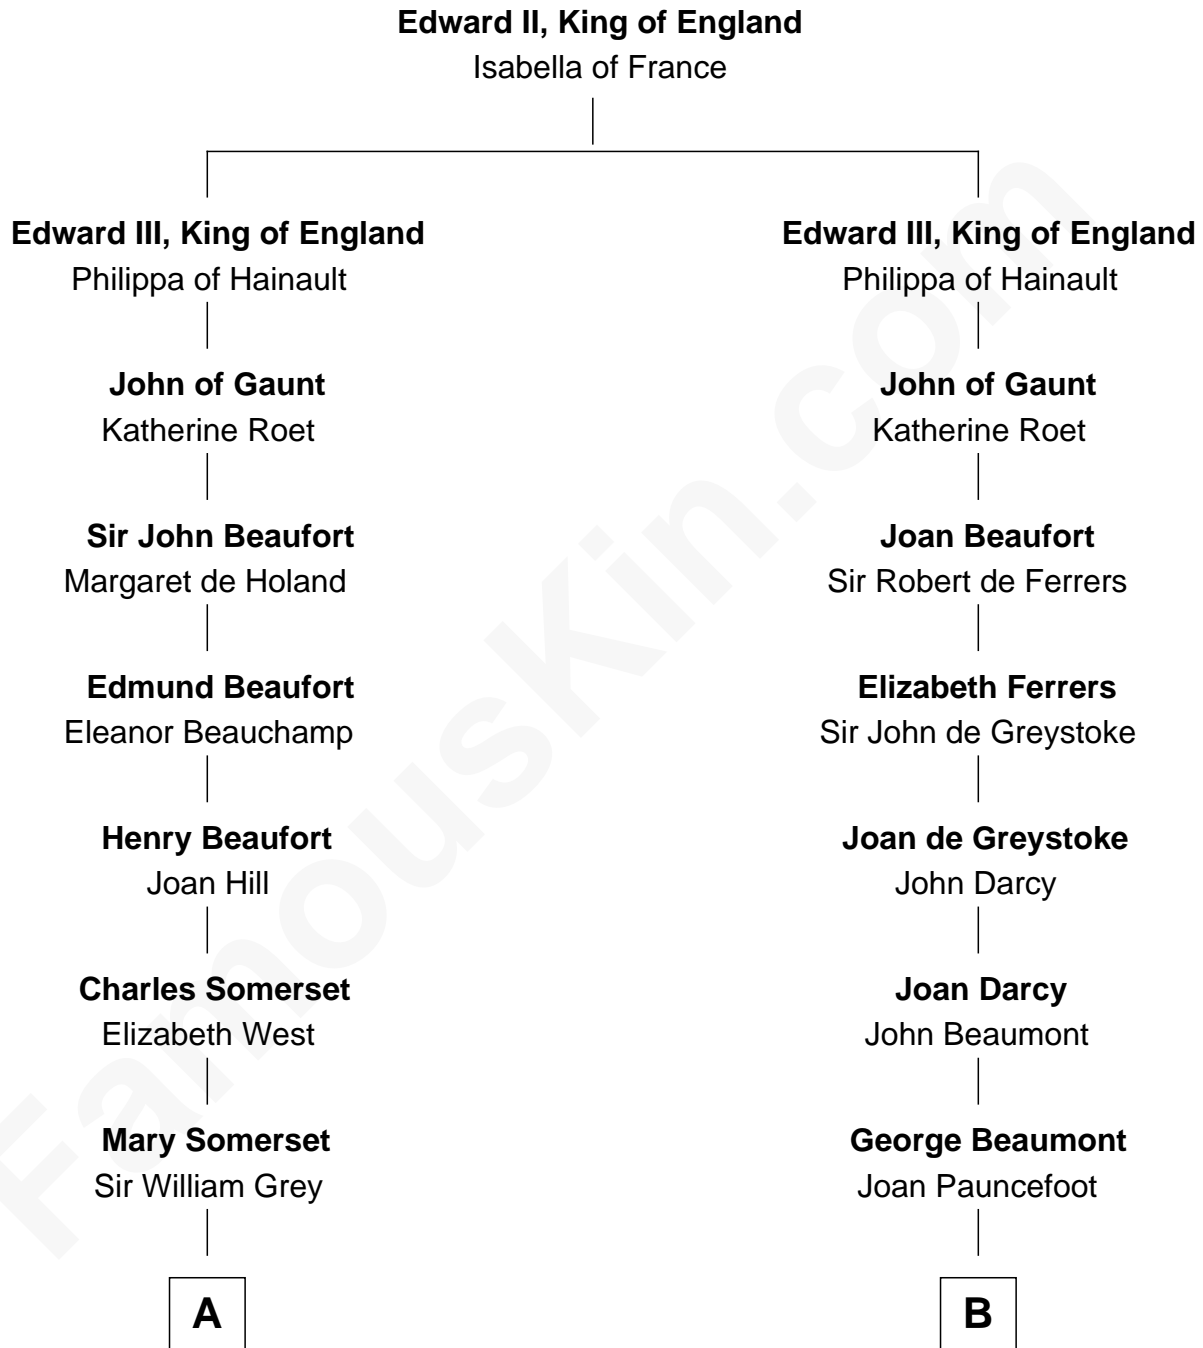 Edward II, King of England
Isabella of France
Edward III, King of England
Philippa of Hainault
Edward III, King of England
Philippa of Hainault
John of Gaunt
Katherine Roet
John of Gaunt
Katherine Roet
Sir John Beaufort
Margaret de Holand
Joan Beaufort
Sir Robert de Ferrers
Edmund Beaufort
Eleanor Beauchamp
Elizabeth Ferrers
Sir John de Greystoke
Henry Beaufort
Joan Hill
Joan de Greystoke
John Darcy
Charles Somerset
Elizabeth West
Joan Darcy
John Beaumont
Mary Somerset
Sir William Grey
George Beaumont
Joan Pauncefoot
A
B
FamousKin.com